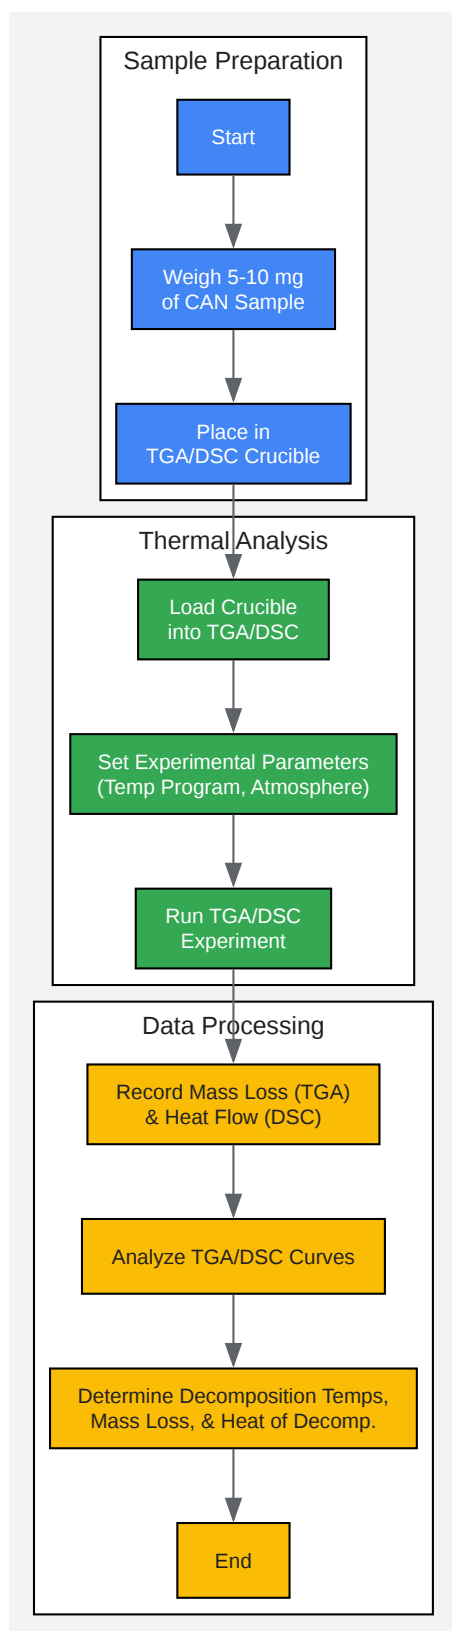 Sample Preparation
Start
Weigh 5-10 mg
of CAN Sample
Place in
TGA/DSC Crucible
Thermal Analysis
Load Crucible
into TGA/DSC
Set Experimental Parameters
(Temp Program, Atmosphere)
Run TGA/DSC
Experiment
Data Processing
Record Mass Loss (TGA)
& Heat Flow (DSC)
Analyze TGA/DSC Curves
Determine Decomposition Temps,
Mass Loss, & Heat of Decomp.
End